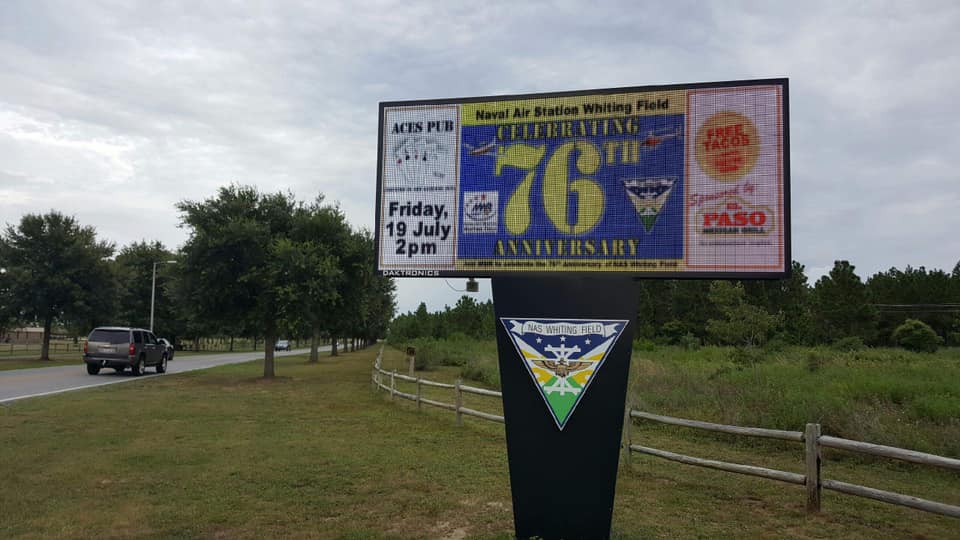 Naval Air Station Whiting Field
CELEBRATING
76TH
ANNIVERSARY
ACES PUB
Friday,
19 July
2pm
FREE
TACOS
Sponsored by
EL
PASO
MEXICAN GRILL
DAKTRONICS
NAS WHITING FIELD